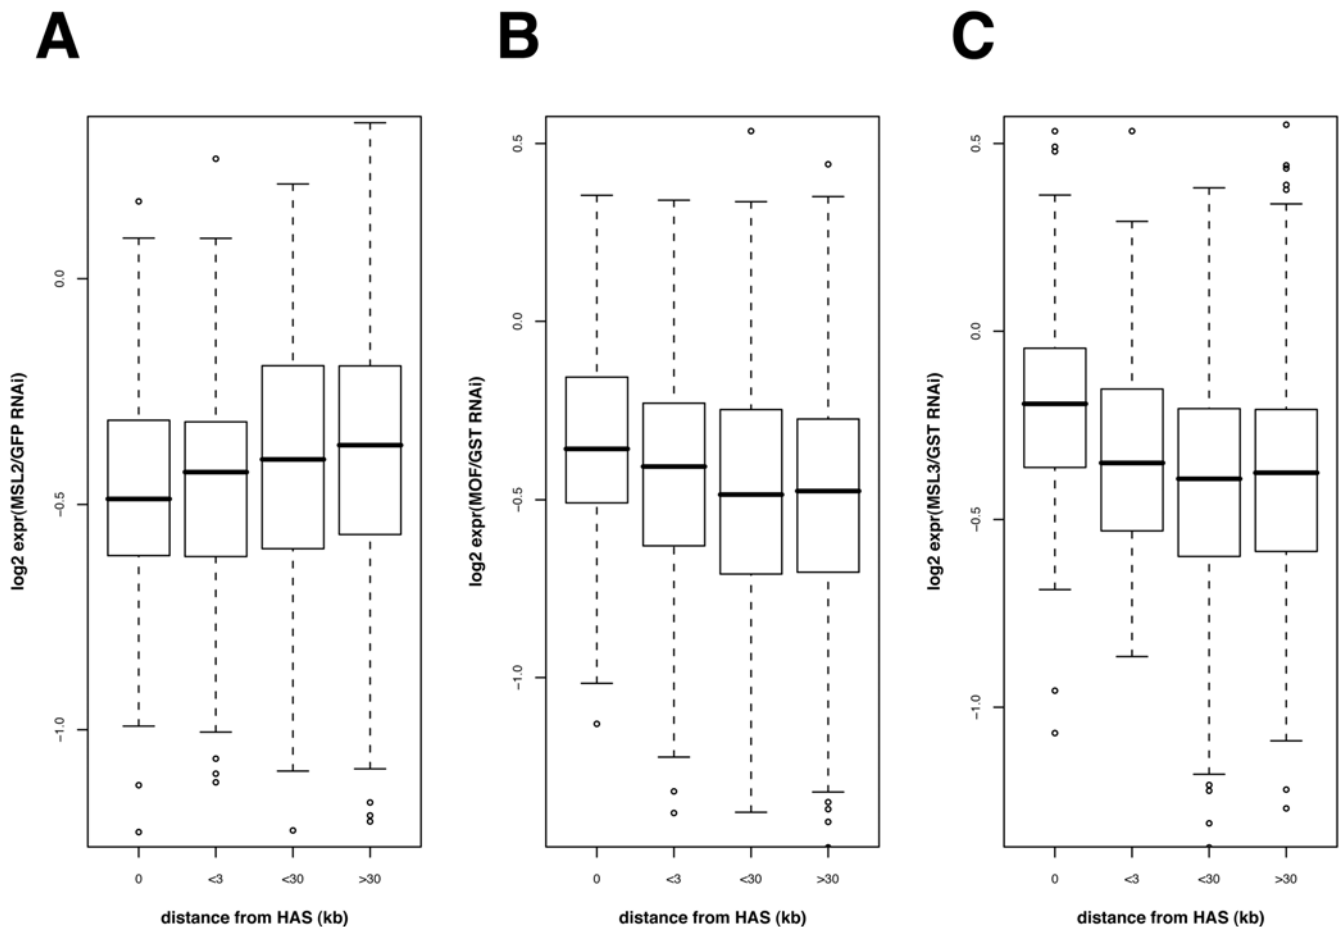 A
B
C
log2 expr(MSL2/GFP RNAi)
0.0
−0.5
−1.0
0
<3
<30
>30
distance from HAS (kb)
log2 expr(MOF/GST RNAi)
0.5
0.0
−0.5
−1.0
0
<3
<30
>30
distance from HAS (kb)
log2 expr(MSL3/GST RNAi)
0.5
0.0
−0.5
−1.0
0
<3
<30
>30
distance from HAS (kb)